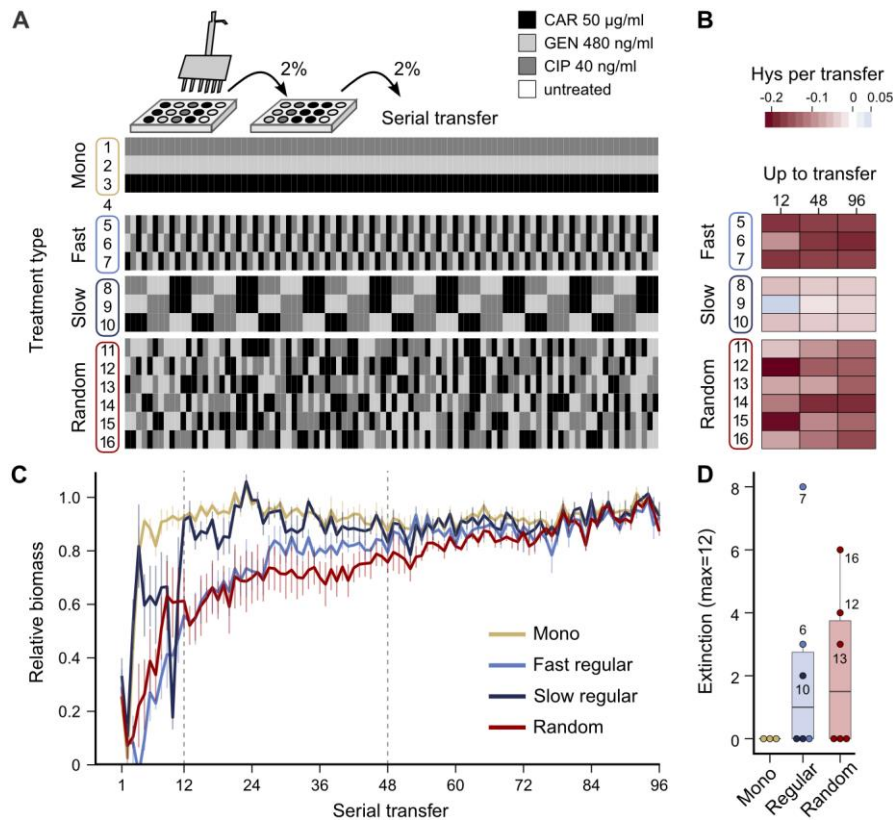 A
CAR 50 µg/ml
GEN 480 ng/ml
CIP 40 ng/ml
untreated
2%
2%
Serial transfer
Treatment type
Mono
1
2
3
4
Fast
5
6
7
Slow
8
9
10
Random
11
12
13
14
15
16
B
Hys per transfer
-0.2 -0.1 0 0.05
Up to transfer
12 48 96
Fast
5
6
7
Slow
8
9
10
Random
11
12
13
14
15
16
C
Relative biomass
1.0
0.8
0.6
0.4
0.2
0
Mono
Fast regular
Slow regular
Random
1 12 24 36 48 60 72 84 96
Serial transfer
D
Extinction (max=12)
8
6
4
2
0
7
6
10
16
12
13
Mono
Regular
Random